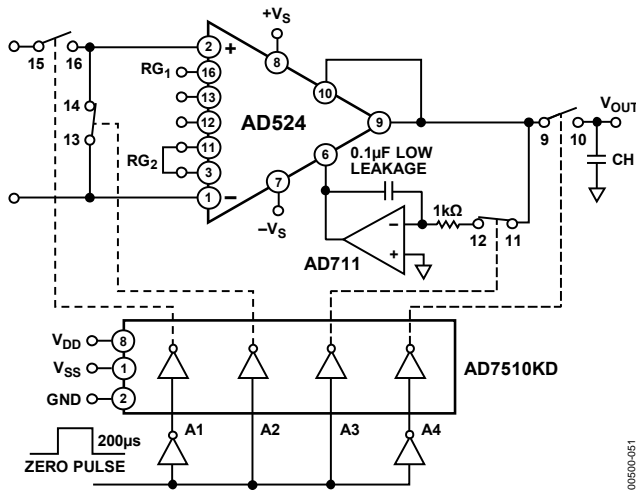 +VS
15 16
2 +
8
RG1 16
10
14
13
AD524
VOUT
12
9
9 10
13
11
6
0.1µF LOW
LEAKAGE
CH
RG2
3
7
1kΩ
1 –
–VS
–
12 11
+
AD711
VDD 8
VSS 1
AD7510KD
GND 2
A1 A2 A3 A4
200µs
ZERO PULSE
00500-051